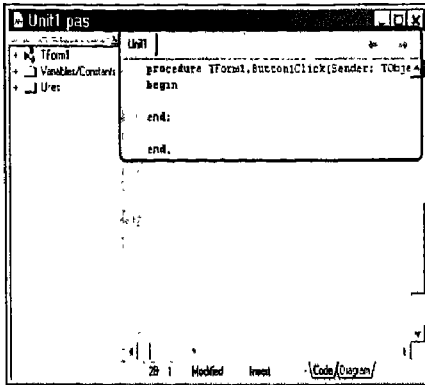 Unit1 pas
Unit1
TForm1
Variables/Constants
Uses
procedure TForm1.Button1Click(Sender: TObje
begin
end;
end.
28 1 Modified Insert Code Diagram